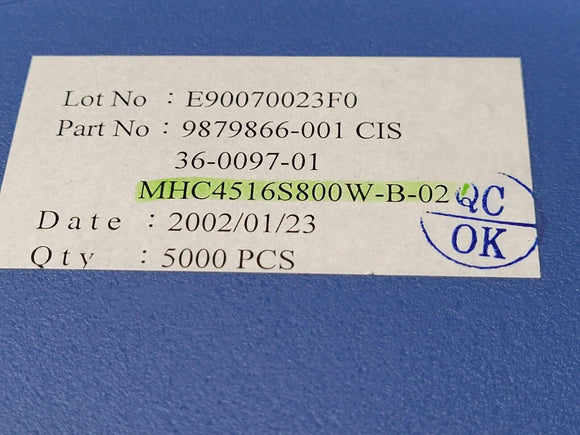 Lot No : E90070023F0
Part No : 9879866-001 CIS
36-0097-01
MHC4516S800W-B-02
Date : 2002/01/23
Qty : 5000 PCS
QC
OK